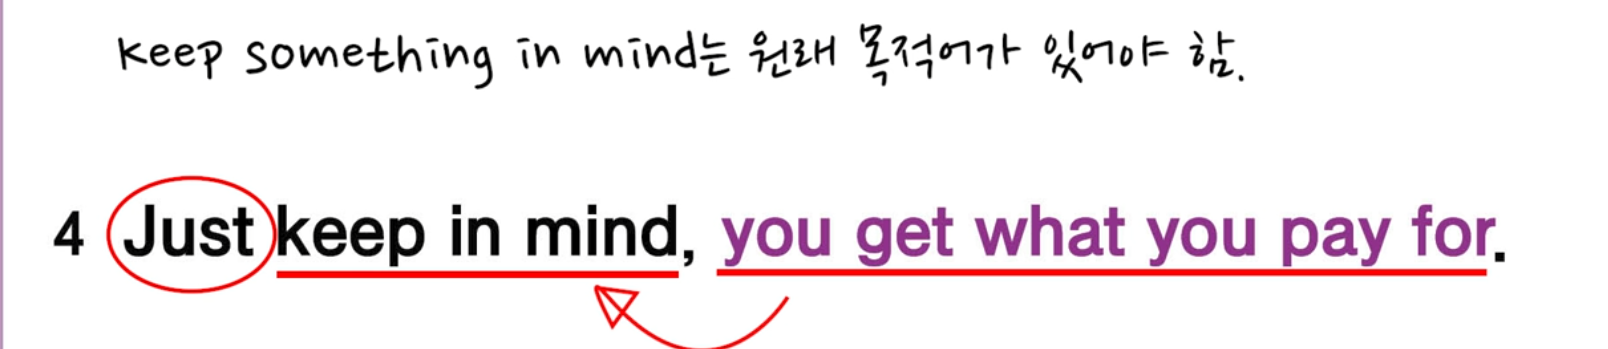 keep something in mind는 원래 목적어가 있어야 함.
4 Just keep in mind, you get what you pay for.